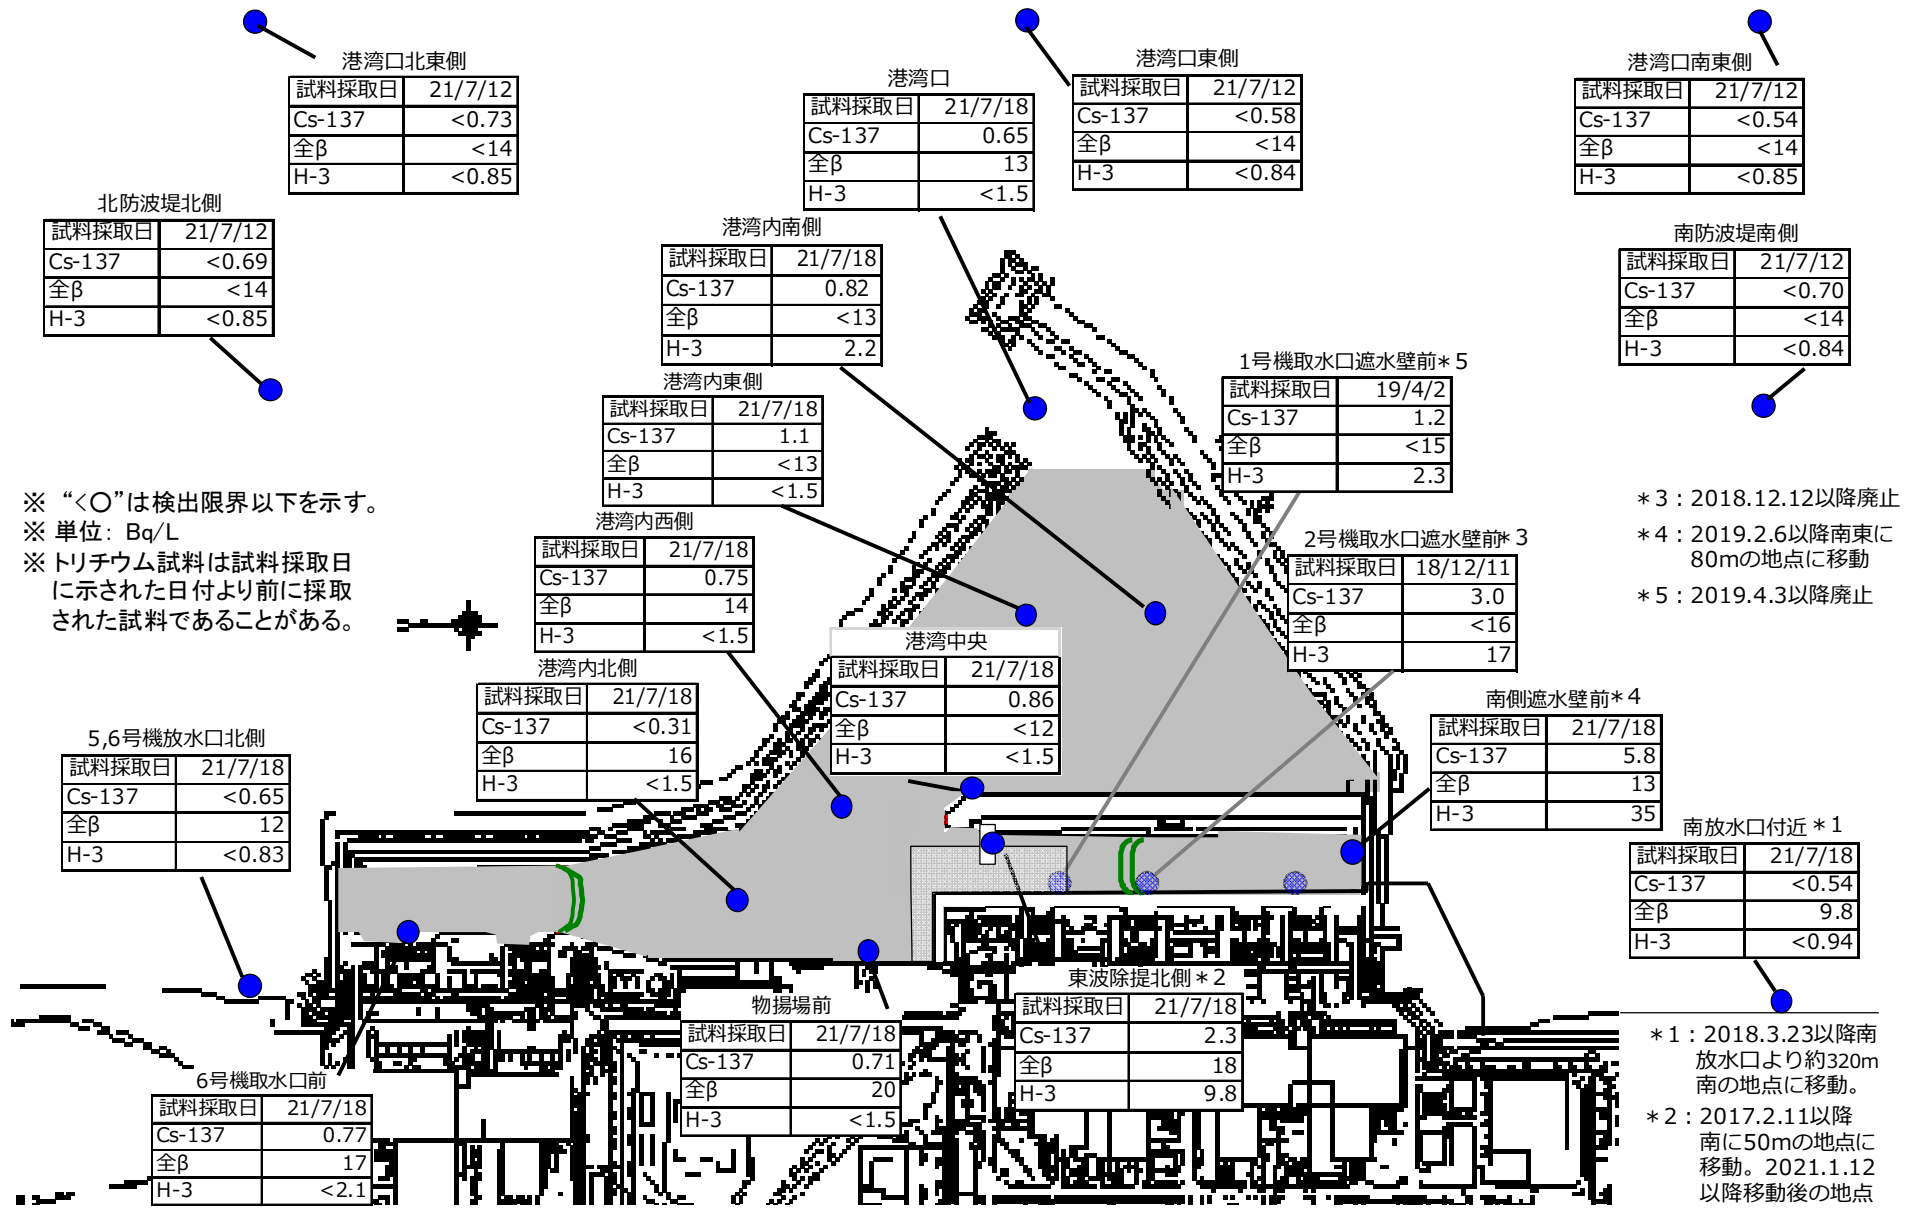 港湾口北東側
試料採取日 21/7/12
Cs-137 <0.73
全β <14
H-3 <0.85
港湾口
試料採取日 21/7/18
Cs-137 0.65
全β 13
H-3 <1.5
港湾口東側
試料採取日 21/7/12
Cs-137 <0.58
全β <14
H-3 <0.84
港湾口南東側
試料採取日 21/7/12
Cs-137 <0.54
全β <14
H-3 <0.85
北防波堤北側
試料採取日 21/7/12
Cs-137 <0.69
全β <14
H-3 <0.85
港湾内南側
試料採取日 21/7/18
Cs-137 0.82
全β <13
H-3 2.2
南防波堤南側
試料採取日 21/7/12
Cs-137 <0.70
全β <14
H-3 <0.84
港湾内東側
試料採取日 21/7/18
Cs-137 1.1
全β <13
H-3 <1.5
1号機取水口遮水壁前＊5
試料採取日 19/4/2
Cs-137 1.2
全β <15
H-3 2.3
※ “<〇”は検出限界以下を示す。
※ 単位: Bq/L
※ トリチウム試料は試料採取日
に示された日付より前に採取
された試料であることがある。
港湾内西側
試料採取日 21/7/18
Cs-137 0.75
全β 14
H-3 <1.5
2号機取水口遮水壁前＊3
試料採取日 18/12/11
Cs-137 3.0
全β <16
H-3 17
＊3：2018.12.12以降廃止
＊4：2019.2.6以降南東に
80mの地点に移動
＊5：2019.4.3以降廃止
港湾内北側
試料採取日 21/7/18
Cs-137 <0.31
全β 16
H-3 <1.5
港湾中央
試料採取日 21/7/18
Cs-137 0.86
全β <12
H-3 <1.5
南側遮水壁前＊4
試料採取日 21/7/18
Cs-137 5.8
全β 13
H-3 35
5,6号機放水口北側
試料採取日 21/7/18
Cs-137 <0.65
全β 12
H-3 <0.83
南放水口付近＊1
試料採取日 21/7/18
Cs-137 <0.54
全β 9.8
H-3 <0.94
6号機取水口前
試料採取日 21/7/18
Cs-137 0.77
全β 17
H-3 <2.1
物揚場前
試料採取日 21/7/18
Cs-137 0.71
全β 20
H-3 <1.5
東波除堤北側＊2
試料採取日 21/7/18
Cs-137 2.3
全β 18
H-3 9.8
＊1：2018.3.23以降南
放水口より約320m
南の地点に移動。
＊2：2017.2.11以降
南に50mの地点に
移動。2021.1.12
以降移動後の地点